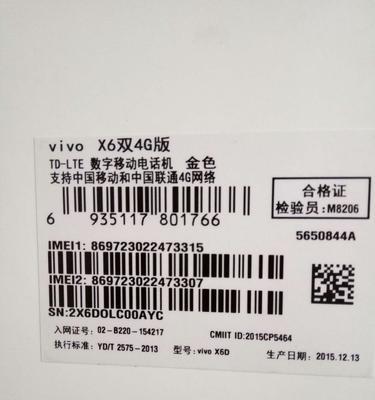 vivo X6双4G版
TD-LTE 数字移动电话机 金色
支持中国移动和中国联通4G网络
合格证
检验员:M8206
6 935117 801766
5650844A
IMEI1: 869723022473315
IMEI2: 869723022473307
SN:2X6DOLC00AYC
入网证号: 02-B220-154217
CMIIT ID:2015CP5464
执行标准: YD/T 2575-2013
型号: vivo X6D
生产日期: 2015.12.13